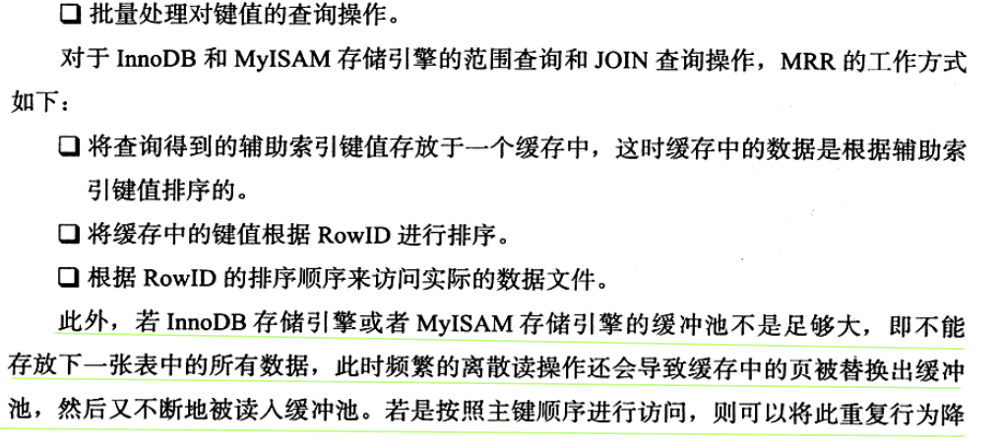 ❑ 批量处理对键值的查询操作。
对于 InnoDB 和 MyISAM 存储引擎的范围查询和 JOIN 查询操作，MRR 的工作方式
如下：
❑ 将查询得到的辅助索引键值存放于一个缓存中，这时缓存中的数据是根据辅助索
引键值排序的。
❑ 将缓存中的键值根据 RowID 进行排序。
❑ 根据 RowID 的排序顺序来访问实际的数据文件。
此外，若 InnoDB 存储引擎或者 MyISAM 存储引擎的缓冲池不是足够大，即不能
存放下一张表中的所有数据，此时频繁的离散读操作还会导致缓存中的页被替换出缓冲
池，然后又不断地被读入缓冲池。若是按照主键顺序进行访问，则可以将此重复行为降